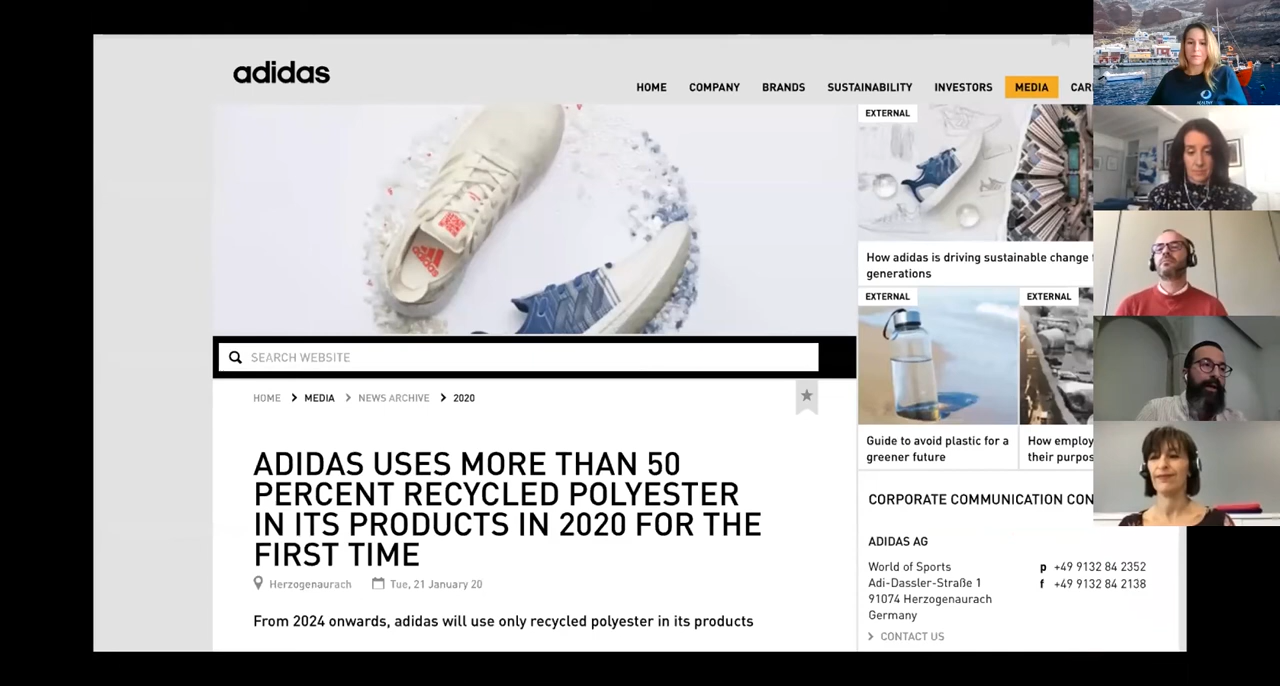 adidas
HOME COMPANY BRANDS SUSTAINABILITY INVESTORS MEDIA
EXTERNAL
How adidas is driving sustainable change
generations
EXTERNAL
EXTERNAL
Guide to avoid plastic for a
greener future
How
their
SEARCH WEBSITE
HOME > MEDIA > NEWS ARCHIVE > 2020
ADIDAS USES MORE THAN 50
PERCENT RECYCLED POLYESTER
IN ITS PRODUCTS IN 2020 FOR THE
FIRST TIME
Herzogenaurach Tue, 21 January 20
From 2024 onwards, adidas will use only recycled polyester in its products
CORPORATE COMMUNICATION
ADIDAS AG
World of Sports
Adi-Dassler-Straße 1
91074 Herzogenaurach
Germany
p +49 9132 84 2352
f +49 9132 84 2138
> CONTACT US